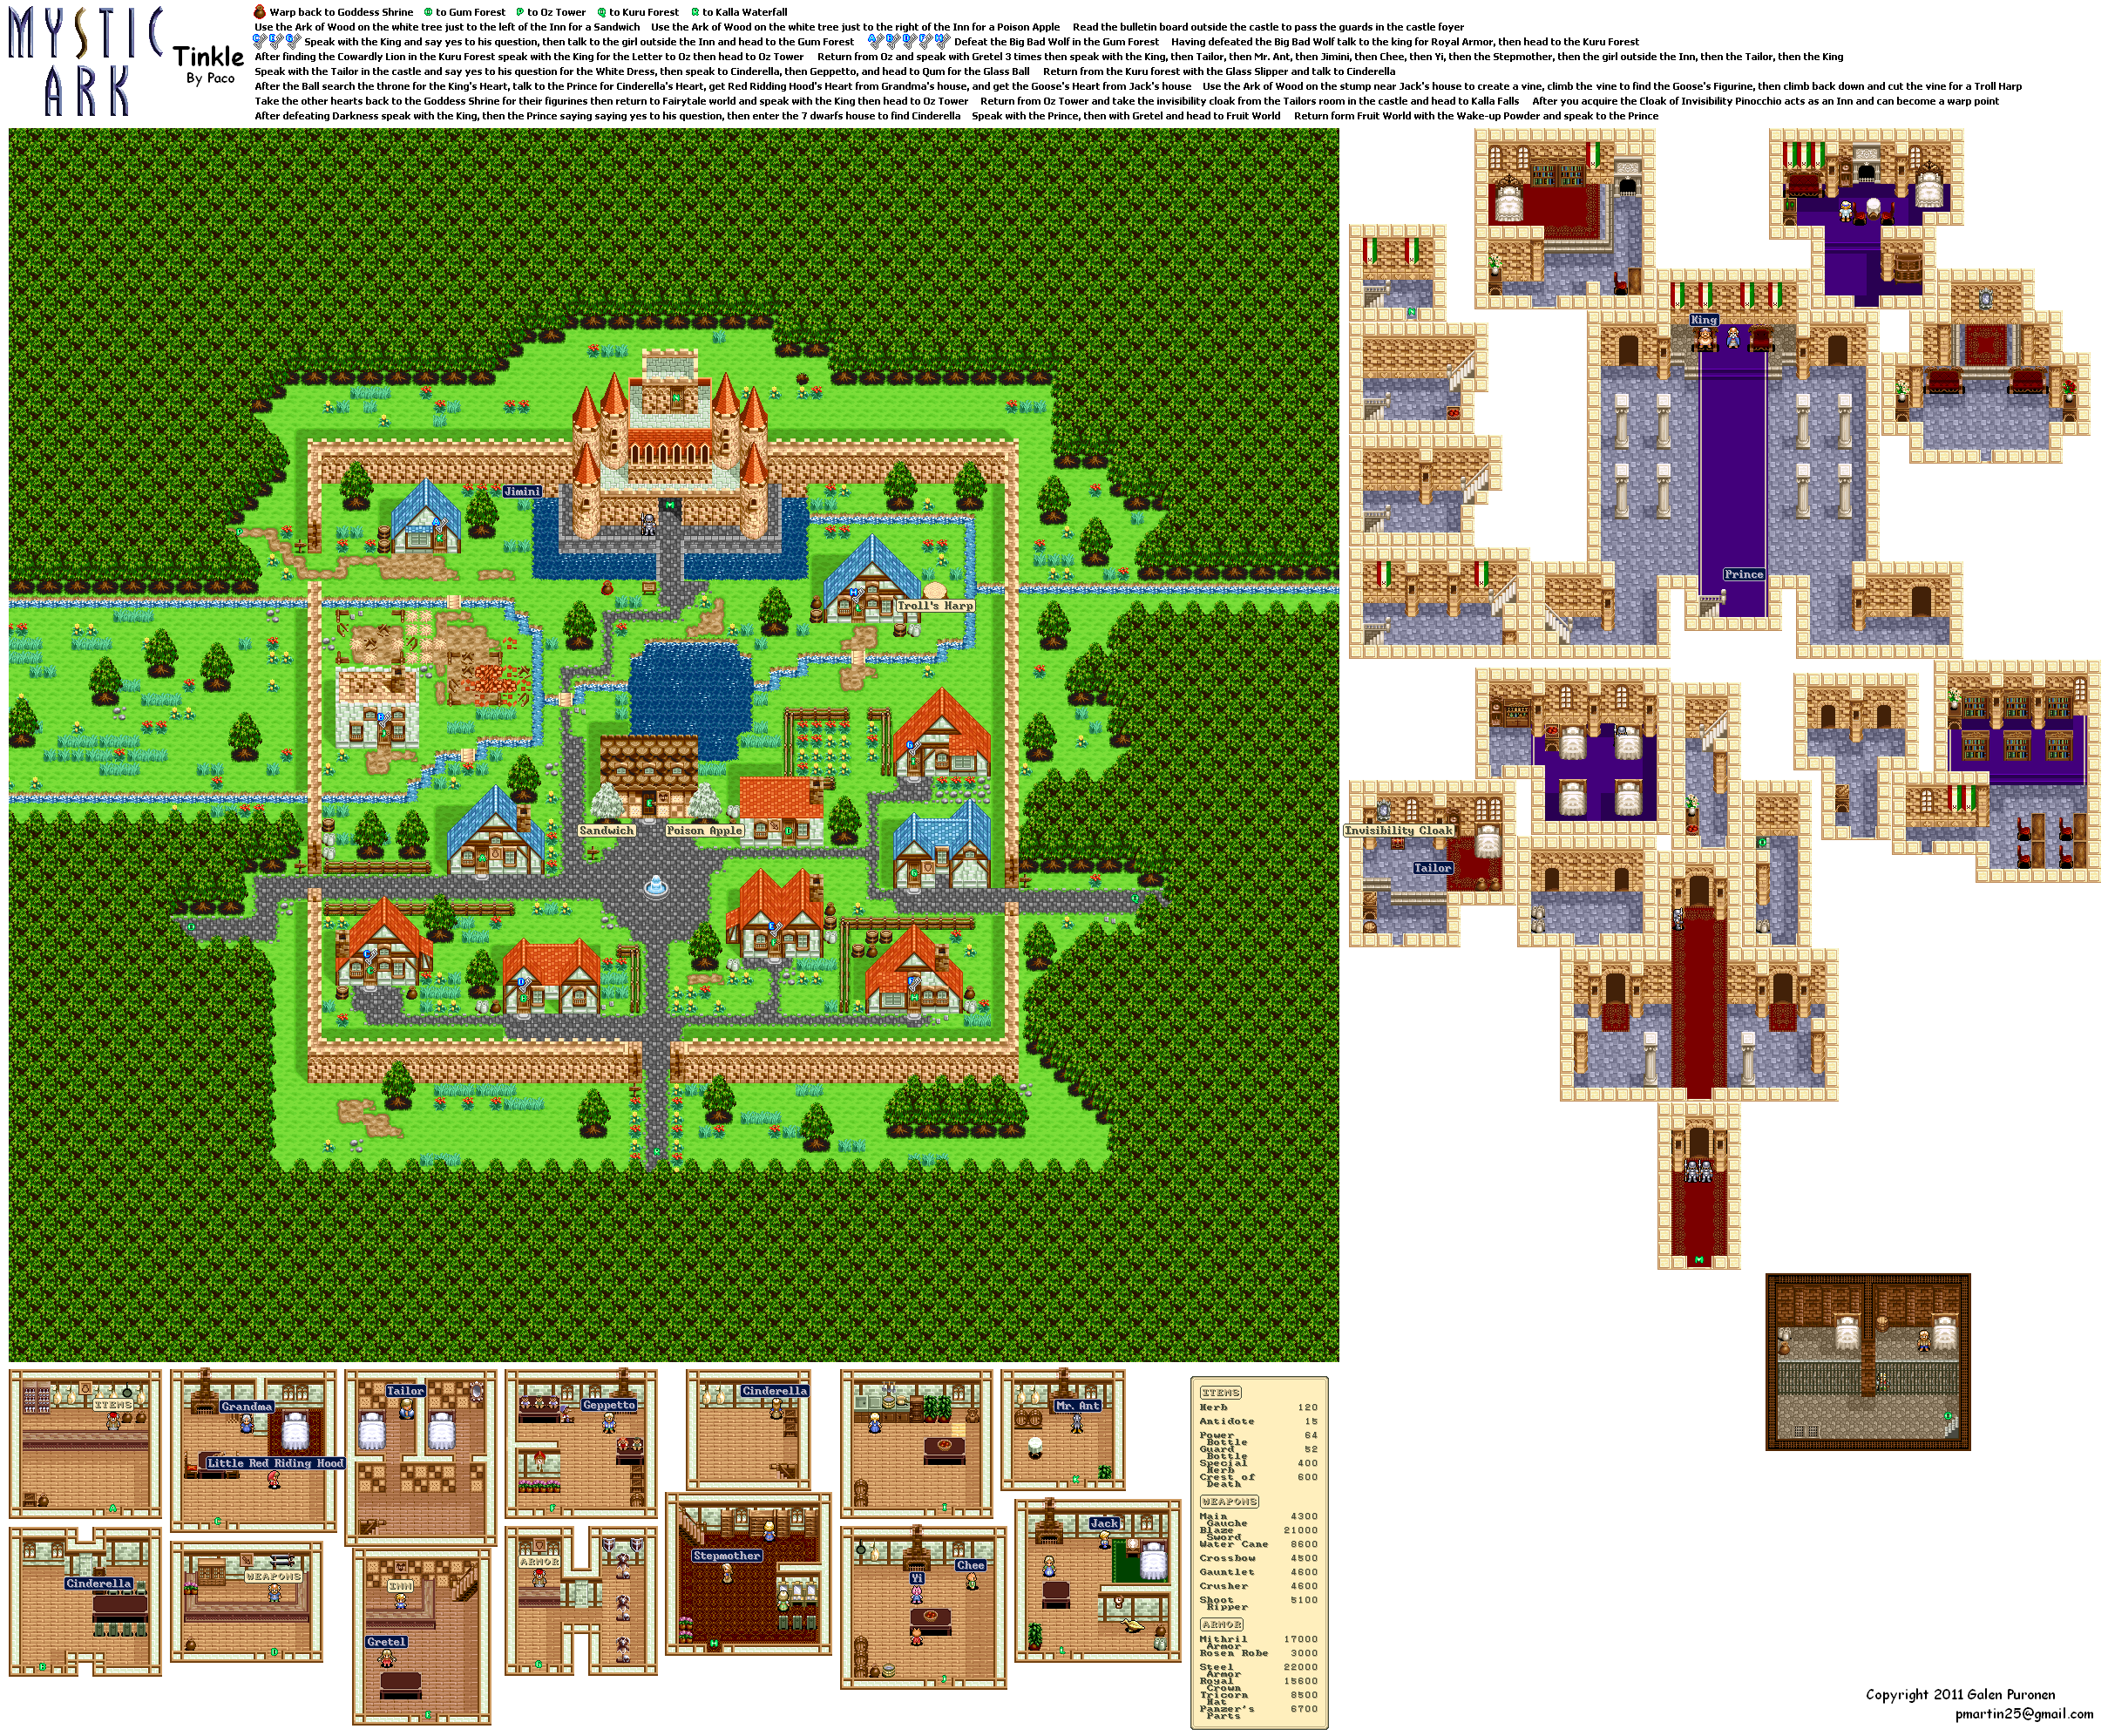 MYSTIC ARK
Tinkle
By Paco
Warp back to Goddess Shrine O to Gum Forest P to Oz Tower Q to Kuru Forest R to Kalla Waterfall
Use the Ark of Wood on the white tree just to the left of the Inn for a Sandwich Use the Ark of Wood on the white tree just to the right of the Inn for a Poison Apple Read the bulletin board outside the castle to pass the guards in the castle foyer
Speak with the King and say yes to his question, then talk to the girl outside the Inn and head to the Gum Forest Defeat the Big Bad Wolf in the Gum Forest Having defeated the Big Bad Wolf talk to the king for Royal Armor, then head to the Kuru Forest
After finding the Cowardly Lion in the Kuru Forest speak with the King for the Letter to Oz then head to Oz Tower Return from Oz and speak with Gretel 3 times then speak with the King, then Tailor, then Mr. Ant, then Jimini, then Chee, then Yi, then the Stepmother, then the girl outside the Inn, then the Tailor, then the King
Speak with the Tailor in the castle and say yes to his question for the White Dress, then speak to Cinderella, then Geppetto, and head to Qum for the Glass Ball Return from the Kuru forest with the Glass Slipper and talk to Cinderella
After the Ball search the throne for the King's Heart, talk to the Prince for Cinderella's Heart, get Red Ridding Hood's Heart from Grandma's house, and get the Goose's Heart from Jack's house Use the Ark of Wood on the stump near Jack's house to create a vine, climb the vine to find the Goose's Figurine, then climb back down and cut the vine for a Troll Harp
Take the other hearts back to the Goddess Shrine for their figurines then return to Fairytale world and speak with the King then head to Oz Tower Return from Oz Tower and take the invisibility cloak from the Tailors room in the castle and head to Kalla Falls After you acquire the Cloak of Invisibility Pinocchio acts as an Inn and can become a warp point
After defeating Darkness speak with the King, then the Prince saying saying yes to his question, then enter the 7 dwarfs house to find Cinderella Speak with the Prince, then with Gretel and head to Fruit World Return form Fruit World with the Wake-up Powder and speak to the Prince
King
Jimini
Prince
Troll's Harp
Sandwich
Poison Apple
Invisibility Cloak
Tailor
ITEMS
Grandma
Little Red Riding Hood
Tailor
Geppetto
Cinderella
Mr. Ant
Cinderella
WEAPONS
INN
Gretel
ARMOR
Stepmother
Yi
Chee
Jack
ITEMS
Herb 120
Antidote 15
Power Bottle 64
Guard Bottle 52
Special Herb 400
Crest of Death 600
WEAPONS
Main Gauche 4300
Blaze Sword 21000
Water Cane 8600
Crossbow 4500
Gauntlet 4600
Crusher 4600
Shoot Ripper 5100
ARMOR
Mithril Armor 17000
Rosen Robe 3000
Steel Armor 22000
Royal Crown 15600
Tricorn Hat 8500
Panzer's Parts 6700
Copyright 2011 Galen Puronen
pmartin25@gmail.com